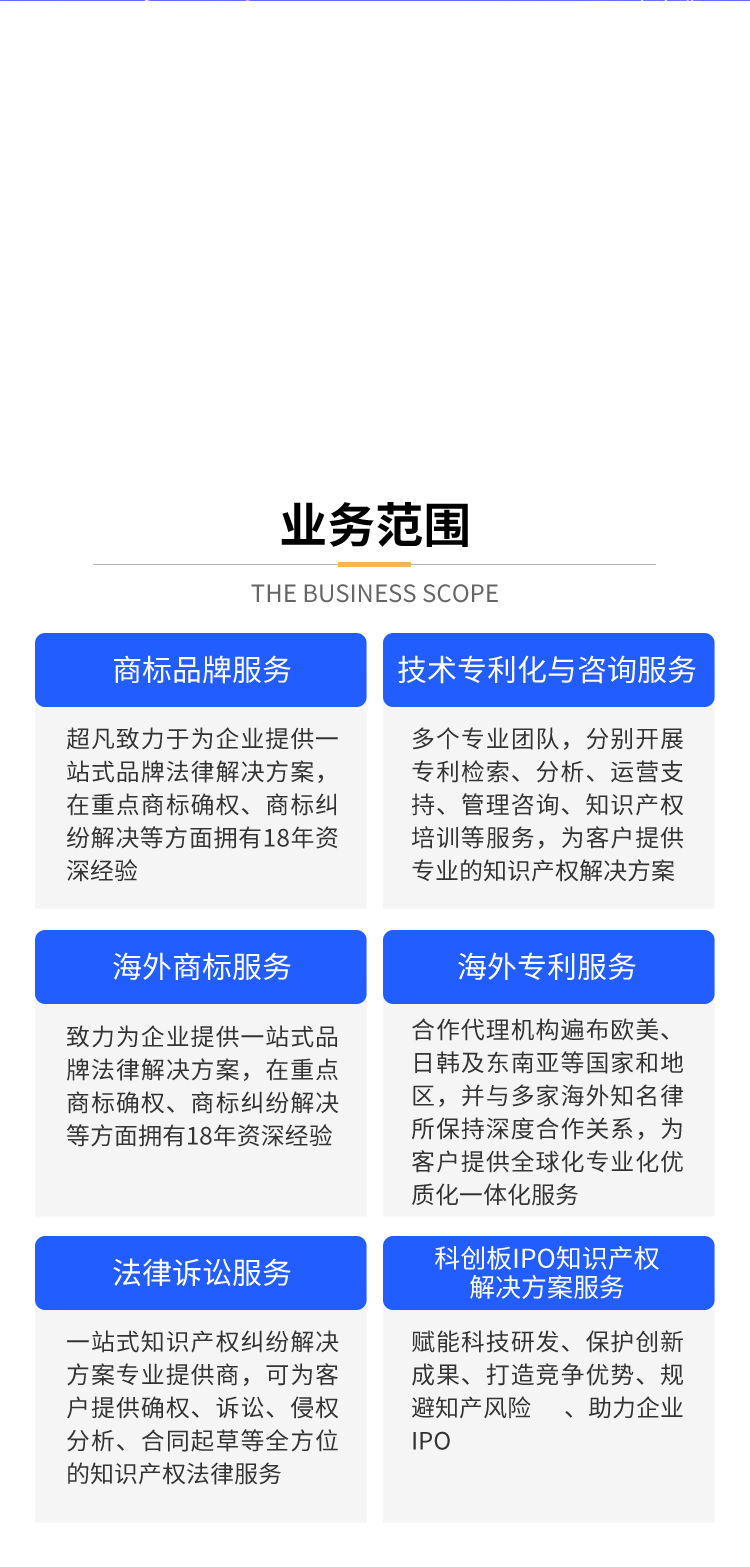 业务范围
THE BUSINESS SCOPE
商标品牌服务
超凡致力于为企业提供一
站式品牌法律解决方案，
在重点商标确权、商标纠
纷解决等方面拥有18年资
深经验
技术专利化与咨询服务
多个专业团队，分别开展
专利检索、分析、运营支
持、管理咨询、知识产权
培训等服务，为客户提供
专业的知识产权解决方案
海外商标服务
致力为企业提供一站式品
牌法律解决方案，在重点
商标确权、商标纠纷解决
等方面拥有18年资深经验
海外专利服务
合作代理机构遍布欧美、
日韩及东南亚等国家和地
区，并与多家海外知名律
所保持深度合作关系，为
客户提供全球化专业化优
质化一体化服务
法律诉讼服务
一站式知识产权纠纷解决
方案专业提供商，可为客
户提供确权、诉讼、侵权
分析、合同起草等全方位
的知识产权法律服务
科创板IPO知识产权
解决方案服务
赋能科技研发、保护创新
成果、打造竞争优势、规
避知产风险　、助力企业
IPO